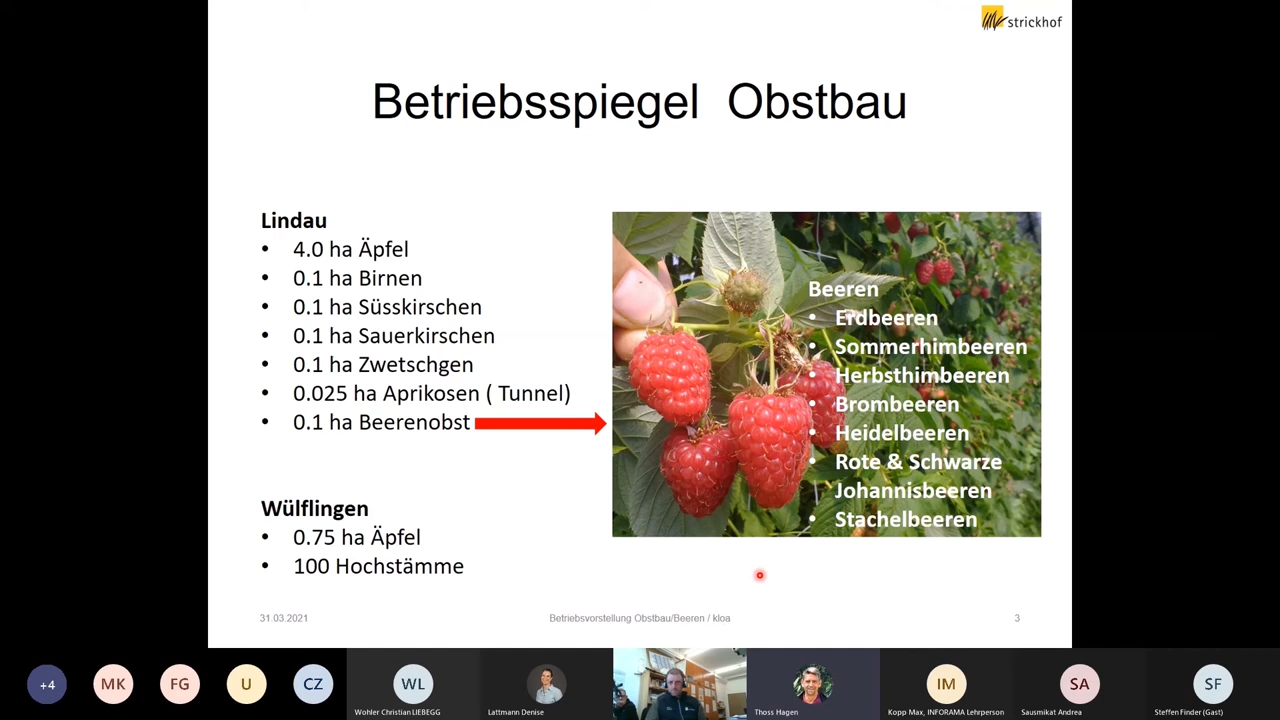 strickhof
Betriebsspiegel Obstbau
Lindau
• 4.0 ha Äpfel
• 0.1 ha Birnen
• 0.1 ha Süsskirschen
• 0.1 ha Sauerkirschen
• 0.1 ha Zwetschgen
• 0.025 ha Aprikosen ( Tunnel)
• 0.1 ha Beerenobst
Wülflingen
• 0.75 ha Äpfel
• 100 Hochstämme
Beeren
• Erdbeeren
• Sommerhimbeeren
• Herbsthimbeeren
• Brombeeren
• Heidelbeeren
• Rote & Schwarze
Johannisbeeren
• Stachelbeeren
31.03.2021
Betriebsvorstellung Obstbau/Beeren / kloa
3
+4
MK
FG
U
CZ
WL
Wohler Christian LIEBEGG
Lattmann Denise
Thoss Hagen
IM
Kopp Max, INFORAMA Lehrperson
SA
Sausmikat Andrea
SF
Steffen Finder (Gast)